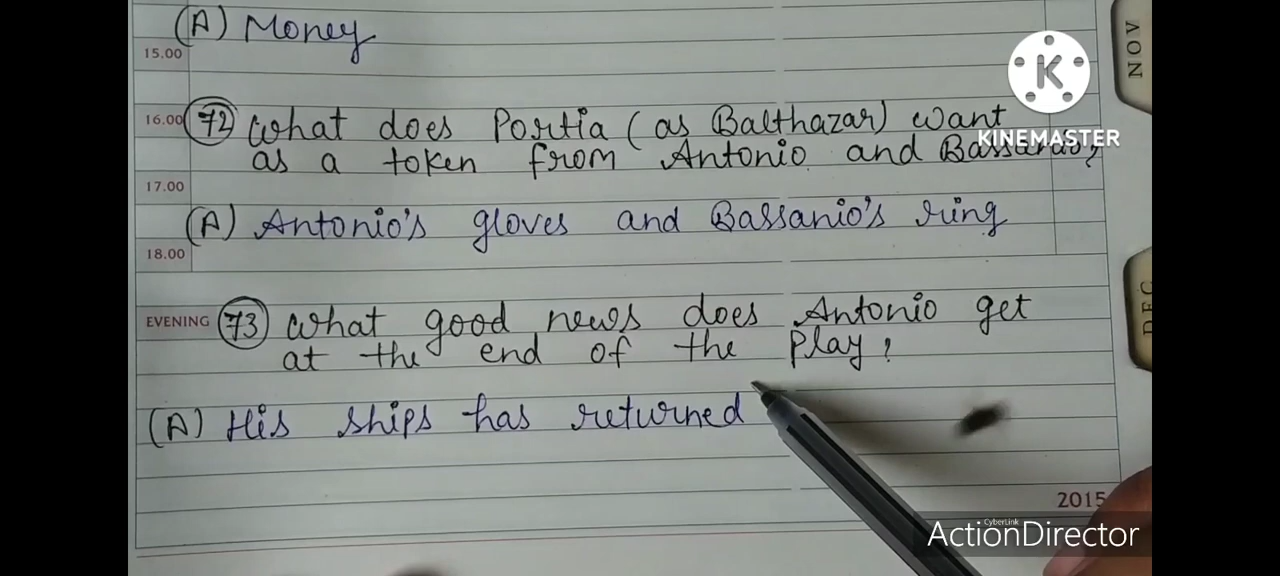 (A) Money
15.00
NOV
K
KINEMASTER
16.00 (72) What does Portia (as Balthazar) want
as a token from Antonio and Bassanio?
17.00
(A) Antonio's gloves and Bassanio's ring
18.00
DEC
EVENING (73) What good news does Antonio get
at the end of the Play?
(A) His ships has returned
2015
CyberLink
ActionDirector